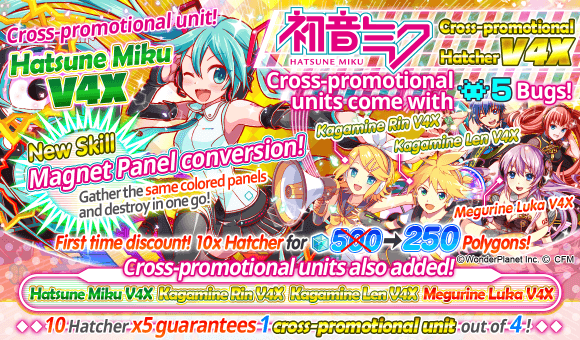 Cross-promotional unit!
Hatsune Miku
V4X
初音ミク
HATSUNE MIKU
Cross-promotional
Hatcher V4X
Cross-promotional
units come with 5 Bugs!
Kagamine Rin V4X
Kagamine Len V4X
Megurine Luka V4X
New Skill
Magnet Panel conversion!
Gather the same colored panels
and destroy in one go!
First time discount! 10x Hatcher for 500→250 Polygons!
©WonderPlanet Inc. © CFM
Cross-promotional units also added!
Hatsune Miku V4X Kagamine Rin V4X Kagamine Len V4X Megurine Luka V4X
10 Hatcher x5 guarantees 1 cross-promotional unit out of 4!